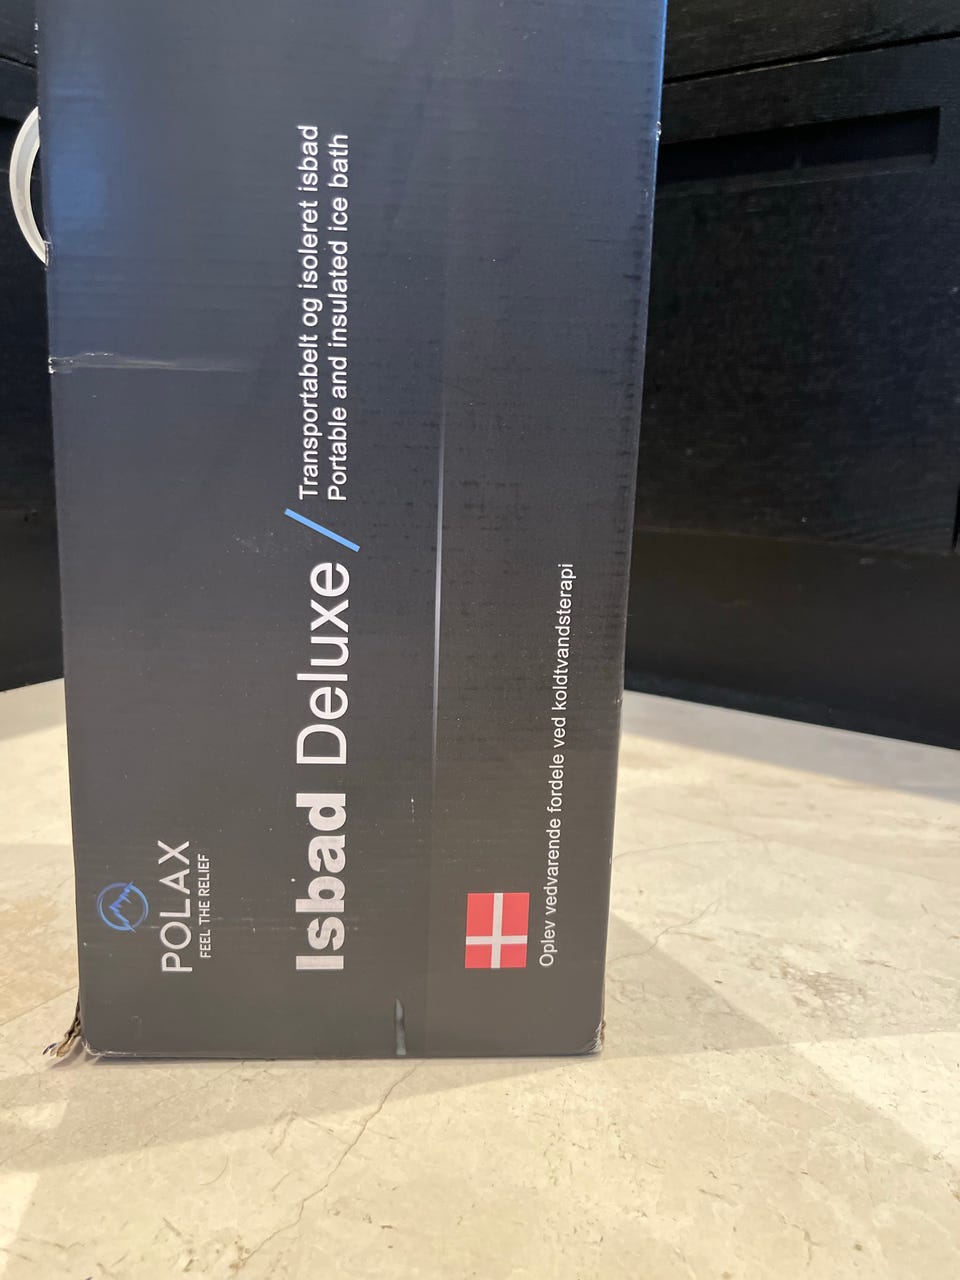 POLAX
FEEL THE RELIEF
Isbad Deluxe /
Transportabelt og isoleret isbad
Portable and insulated ice bath
Oplev vedvarende fordele ved koldtvandsterapi